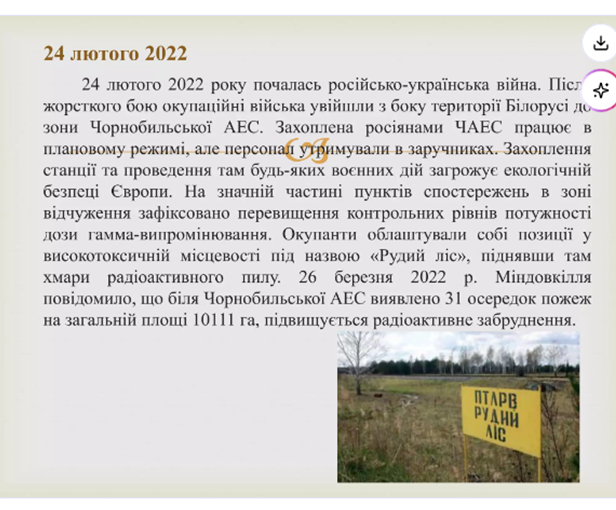 24 лютого 2022
24 лютого 2022 року почалась російсько-українська війна. Після
жорсткого бою окупаційні війська увійшли з боку території Білорусі до
зони Чорнобильської АЕС. Захоплена росіянами ЧАЕС працює в
плановому режимі, але персонал утримували в заручниках. Захоплення
станції та проведення там будь-яких воєнних дій загрожує екологічній
безпеці Європи. На значній частині пунктів спостережень в зоні
відчуження зафіксовано перевищення контрольних рівнів потужності
дози гамма-випромінювання. Окупанти облаштували собі позиції у
високотоксичній місцевості під назвою «Рудий ліс», піднявши там
хмари радіоактивного пилу. 26 березня 2022 р. Міндовкілля
повідомило, що біля Чорнобильської АЕС виявлено 31 осередок пожеж
на загальній площі 10111 га, підвищується радіоактивне забруднення.
ПТЛРВ
РУДИЙ
ЛІС